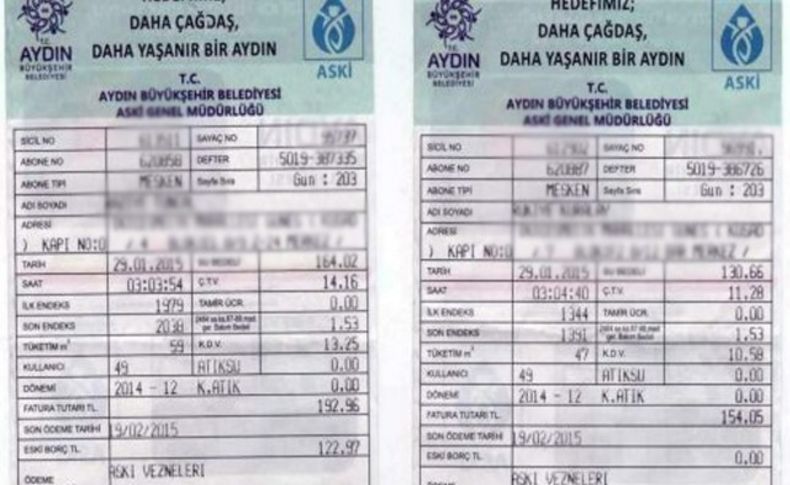 HEDEFİMİZ;
DAHA ÇAĞDAŞ,
DAHA YAŞANIR BİR AYDIN
T.C.
AYDIN
BÜYÜKŞEHİR
BELEDİYESİ
ASKİ
T.C.
AYDIN BÜYÜKŞEHİR BELEDİYESİ
ASKİ GENEL MÜDÜRLÜĞÜ
SİCİL NO SAYAÇ NO
ABONE NO 620858 DEFTER 5019-387335
ABONE TİPİ MESKEN Sayfa Sıra Gun : 203
ADI SOYADI
ADRESİ
) KAPI NO:0
TARİH 29.01.2015 SU BEDELİ 164.02
SAAT 03:03:54 Ç.T.V. 14.16
İLK ENDEKS 1979 TAMİR ÜCR. 0.00
SON ENDEKS 2038 1.53
TÜKETİM m³ 59 K.D.V. 13.25
KULLANICI 49 ATIKSU 0.00
DÖNEMİ 2014 - 12 K.ATIK 0.00
FATURA TUTARI TL. 192.96
SON ÖDEME TARİHİ 19/02/2015
ESKİ BORÇ TL. 122.97
ÖDEME ASKI VEZNELERI
HEDEFİMİZ;
DAHA ÇAĞDAŞ,
DAHA YAŞANIR BİR AYDIN
T.C.
AYDIN
BÜYÜKŞEHİR
BELEDİYESİ
ASKİ
T.C.
AYDIN BÜYÜKŞEHİR BELEDİYESİ
ASKİ GENEL MÜDÜRLÜĞÜ
SİCİL NO SAYAÇ NO
ABONE NO 620887 DEFTER 5019-386726
ABONE TİPİ MESKEN Sayfa Sıra Gun : 203
ADI SOYADI
ADRESİ
) KAPI NO:0
TARİH 29.01.2015 SU BEDELİ 130.66
SAAT 03:04:40 Ç.T.V. 11.28
İLK ENDEKS 1344 TAMİR ÜCR. 0.00
SON ENDEKS 1391 1.53
TÜKETİM m³ 47 K.D.V. 10.58
KULLANICI 49 ATIKSU 0.00
DÖNEMİ 2014 - 12 K.ATIK 0.00
FATURA TUTARI TL. 154.05
SON ÖDEME TARİHİ 19/02/2015
ESKİ BORÇ TL. 0.00
ÖDEME ASKI VEZNELERI